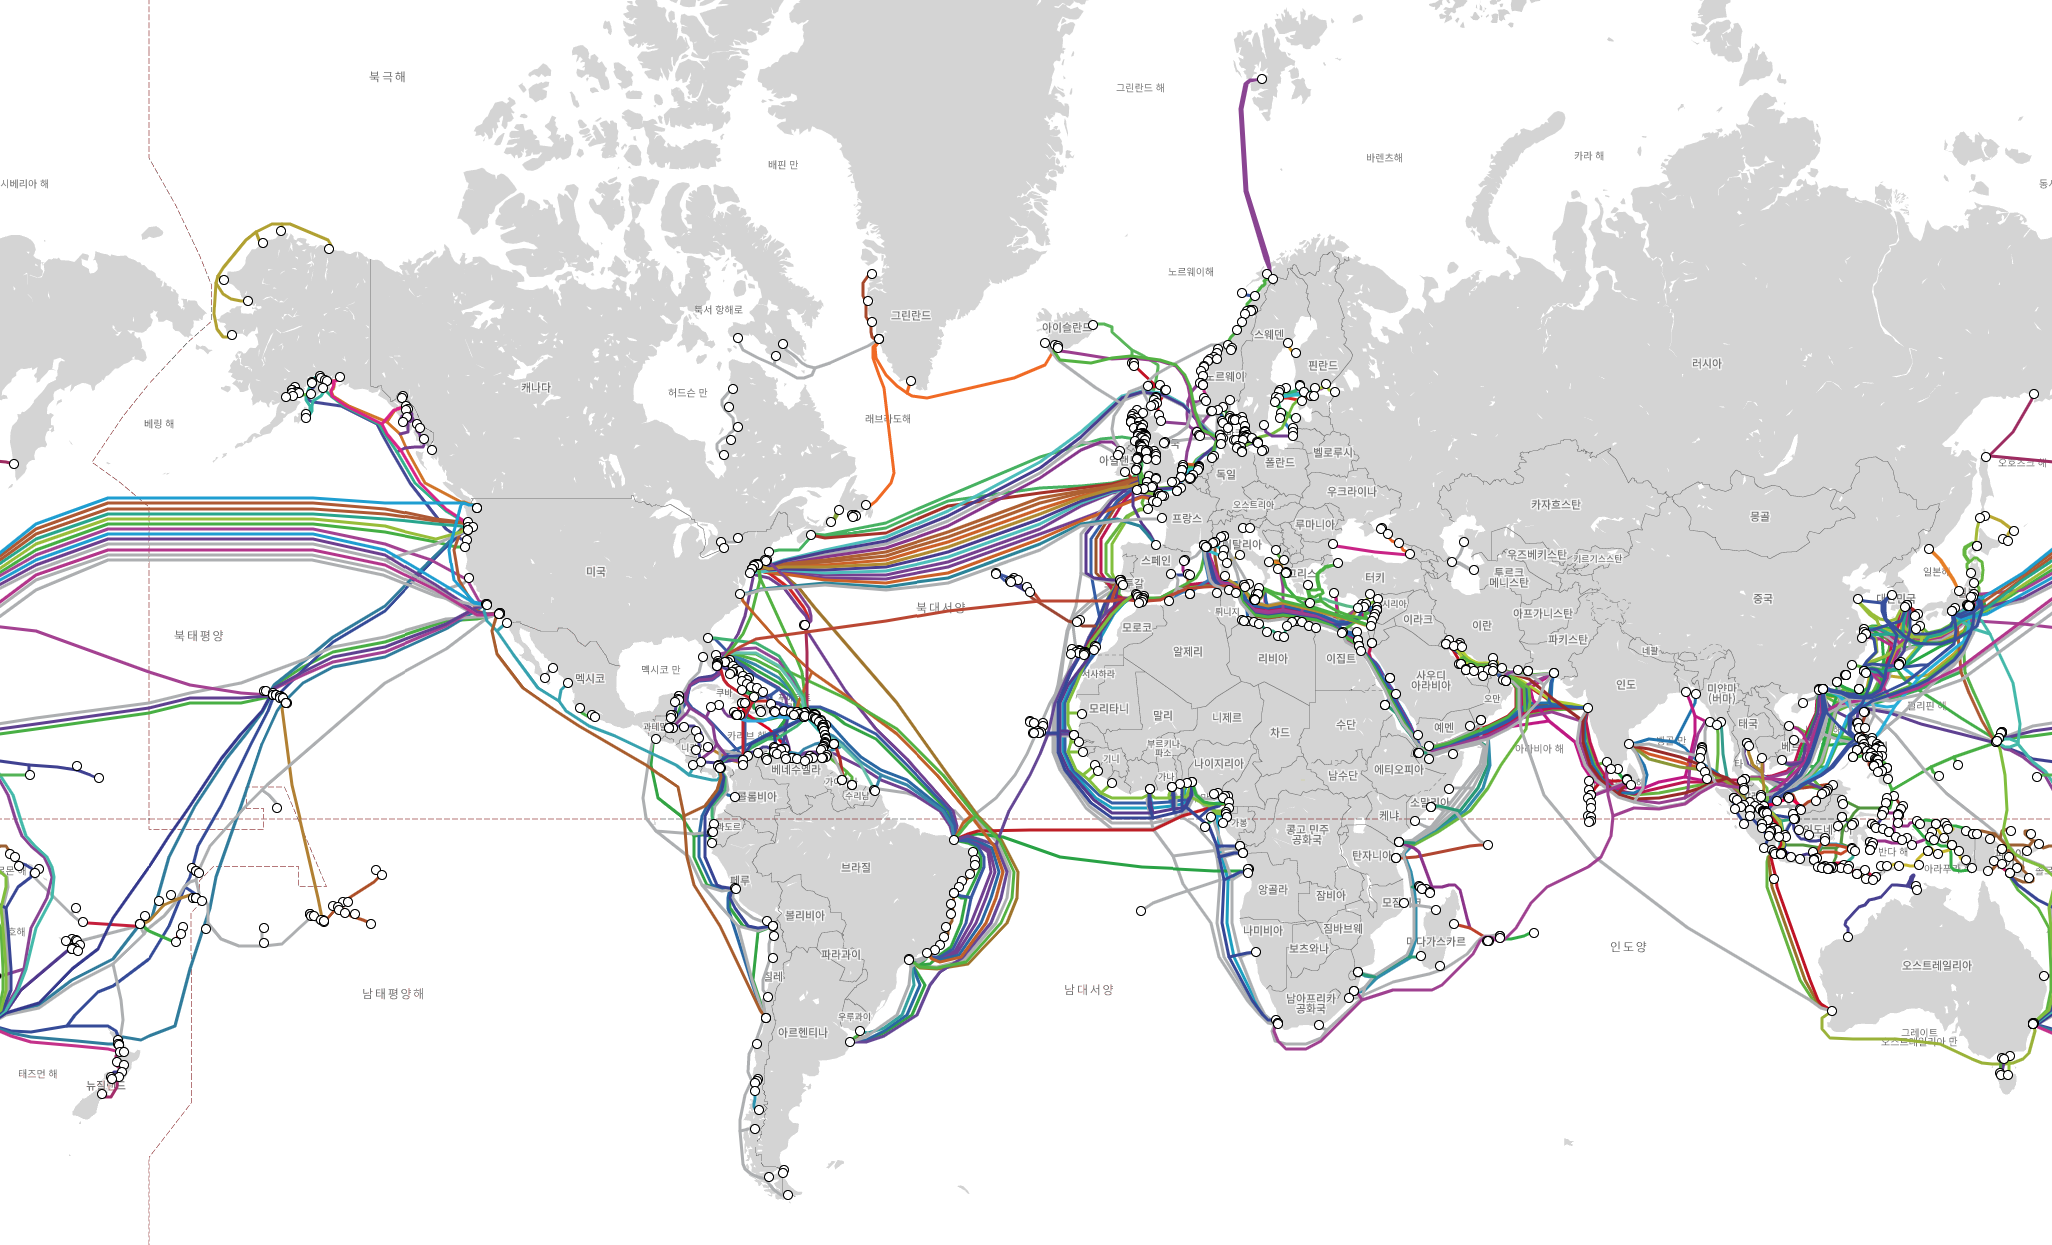 북극해
그린란드 해
바렌츠해
카라 해
배핀 만
시베리아 해
노르웨이해
북서 항해로
그린란드
아이슬란드
스웨덴
핀란드
노르웨이
러시아
캐나다
허드슨 만
래브라도해
베링 해
벨로루시
폴란드
독일
오호츠크 해
우크라이나
오스트리아
카자흐스탄
몽골
프랑스
루마니아
이탈리아
우즈베키스탄
키르기스스탄
스페인
투르크
메니스탄
터키
일본해
미국
중국
대한민국
시리아
아프가니스탄
이라크
이란
파키스탄
튀니지
모로코
북대서양
북태평양
알제리
리비아
이집트
네팔
멕시코 만
멕시코
서사하라
사우디
아라비아
인도
미얀마
(버마)
오만
쿠바
모리타니
말리
니제르
수단
예멘
태국
필리핀 해
차드
카리브 해
부르키나
파소
아라비아 해
벵골 만
기니
가나
나이지리아
남수단
에티오피아
베네수엘라
수리남
콜롬비아
소말리아
케냐
가봉
콩고 민주
공화국
탄자니아
반다 해
브라질
페루
앙골라
잠비아
볼리비아
나미비아
짐바브웨
보츠와나
마다가스카르
인도양
파라과이
칠레
오스트레일리아
남태평양해
남대서양
남아프리카
공화국
우루과이
아르헨티나
그레이트
오스트레일리아 만
태즈먼 해
뉴질랜드